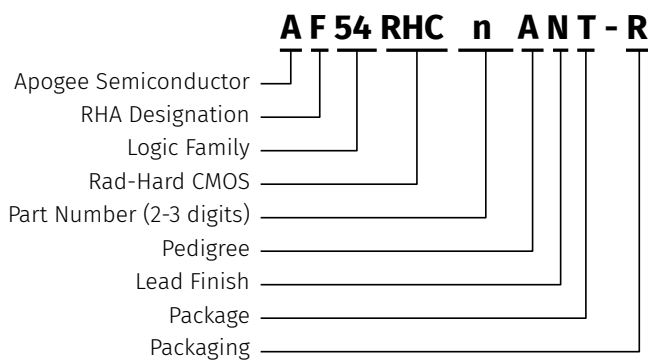 A F 54 RHC n A N T - R
Apogee Semiconductor
RHA Designation
Logic Family
Rad-Hard CMOS
Part Number (2-3 digits)
Pedigree
Lead Finish
Package
Packaging